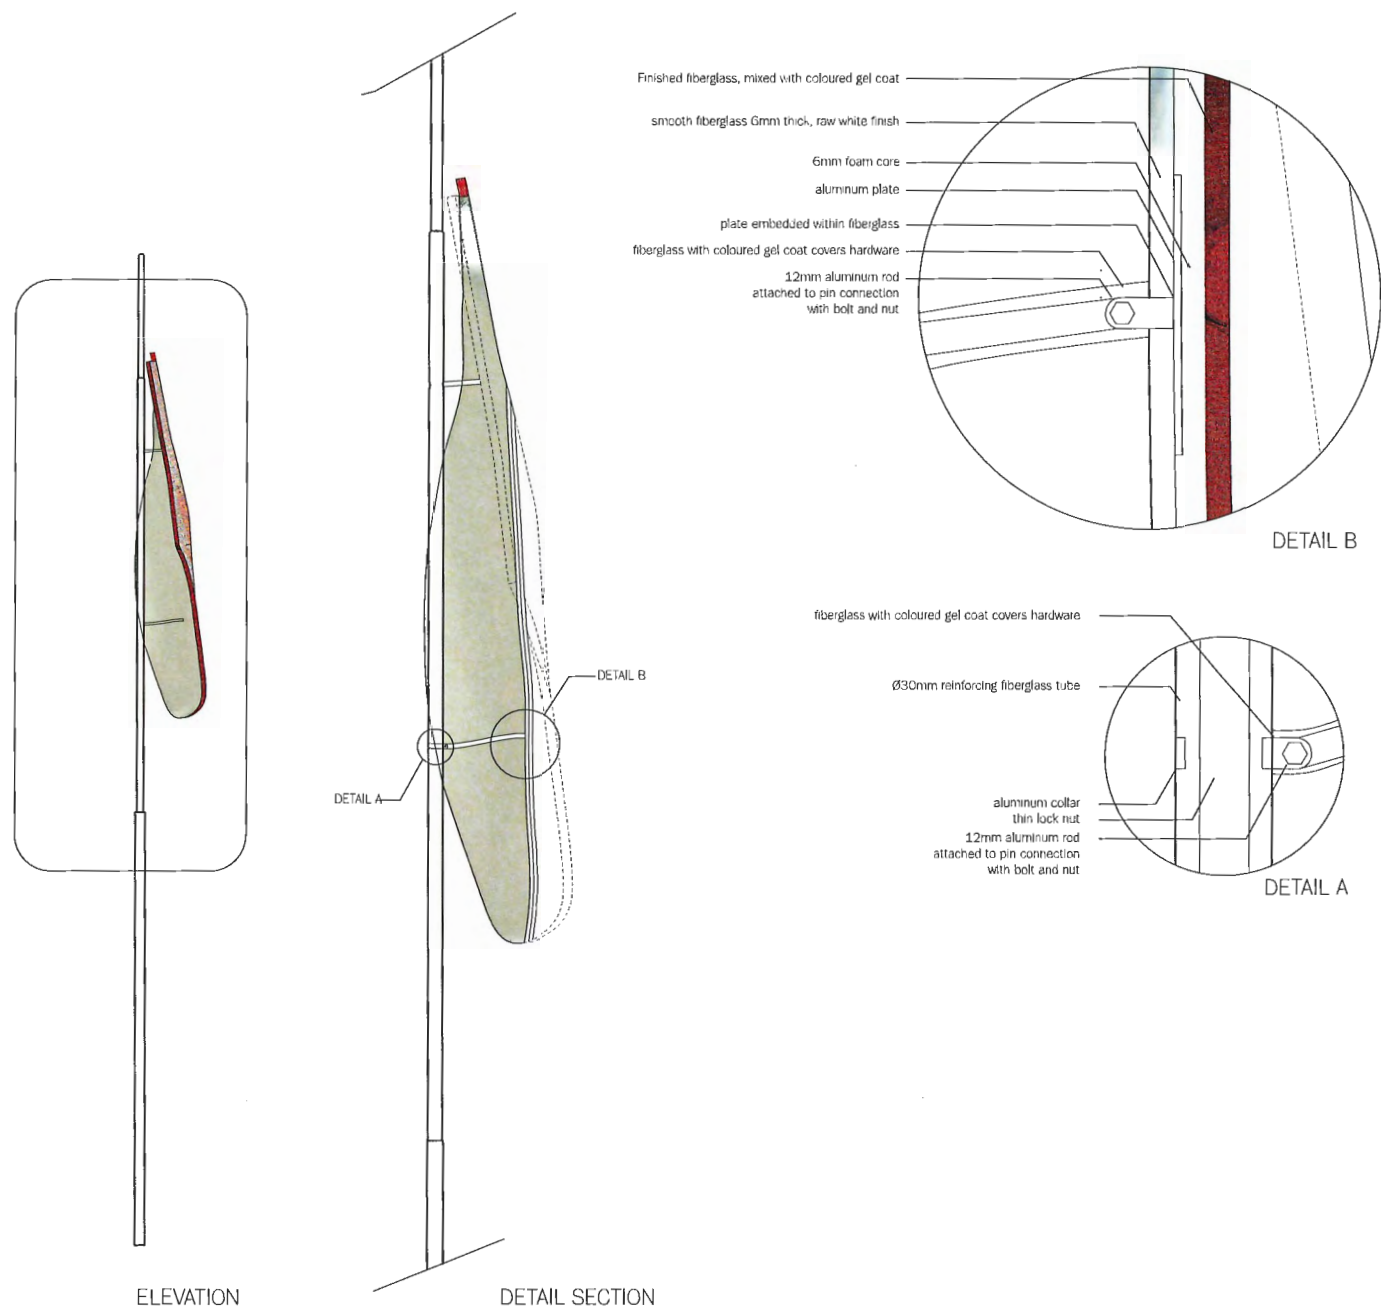 Finished fiberglass, mixed with coloured gel coat
smooth fiberglass 6mm thick, raw white finish
6mm foam core
aluminum plate
plate embedded within fiberglass
fiberglass with coloured gel coat covers hardware
12mm aluminum rod
attached to pin connection
with bolt and nut
DETAIL B
fiberglass with coloured gel coat covers hardware
Ø30mm reinforcing fiberglass tube
aluminum collar
thin lock nut
12mm aluminum rod
attached to pin connection
with bolt and nut
DETAIL A
DETAIL B
DETAIL A
ELEVATION
DETAIL SECTION